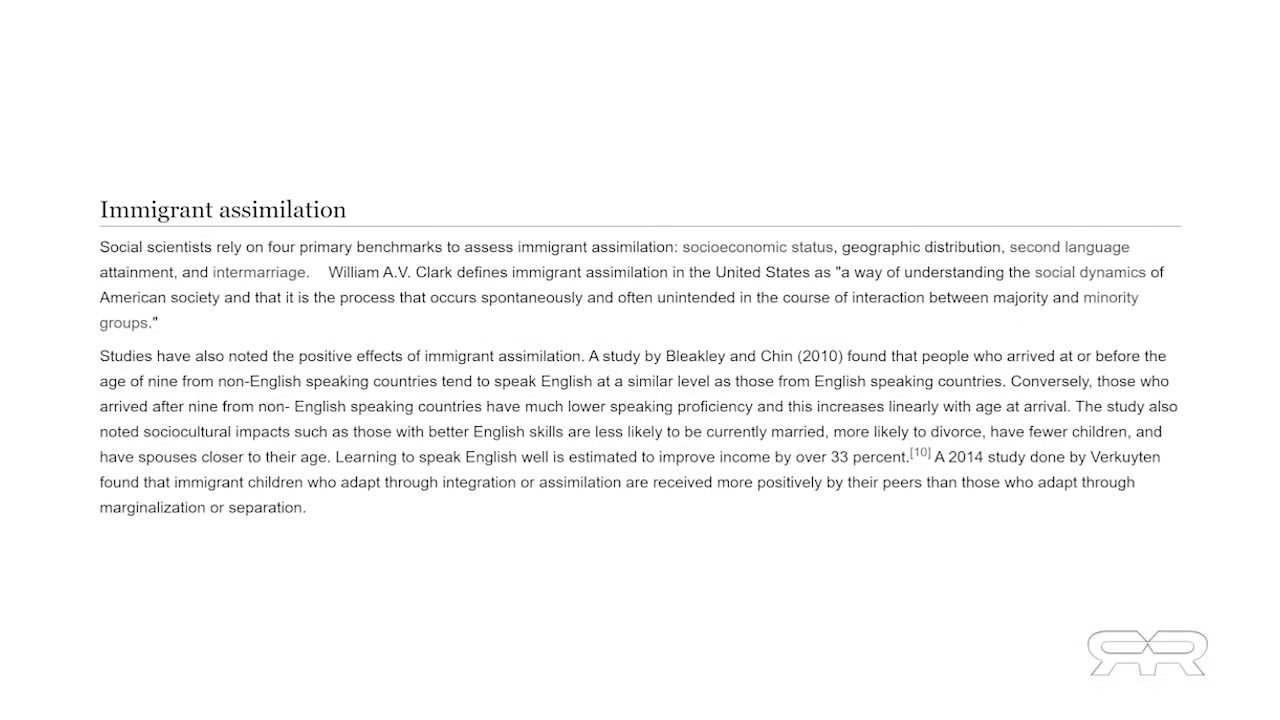 Immigrant assimilation
Social scientists rely on four primary benchmarks to assess immigrant assimilation: socioeconomic status, geographic distribution, second language
attainment, and intermarriage. William A.V. Clark defines immigrant assimilation in the United States as "a way of understanding the social dynamics of
American society and that it is the process that occurs spontaneously and often unintended in the course of interaction between majority and minority
groups."
Studies have also noted the positive effects of immigrant assimilation. A study by Bleakley and Chin (2010) found that people who arrived at or before the
age of nine from non-English speaking countries tend to speak English at a similar level as those from English speaking countries. Conversely, those who
arrived after nine from non- English speaking countries have much lower speaking proficiency and this increases linearly with age at arrival. The study also
noted sociocultural impacts such as those with better English skills are less likely to be currently married, more likely to divorce, have fewer children, and
have spouses closer to their age. Learning to speak English well is estimated to improve income by over 33 percent.[10] A 2014 study done by Verkuyten
found that immigrant children who adapt through integration or assimilation are received more positively by their peers than those who adapt through
marginalization or separation.
RR